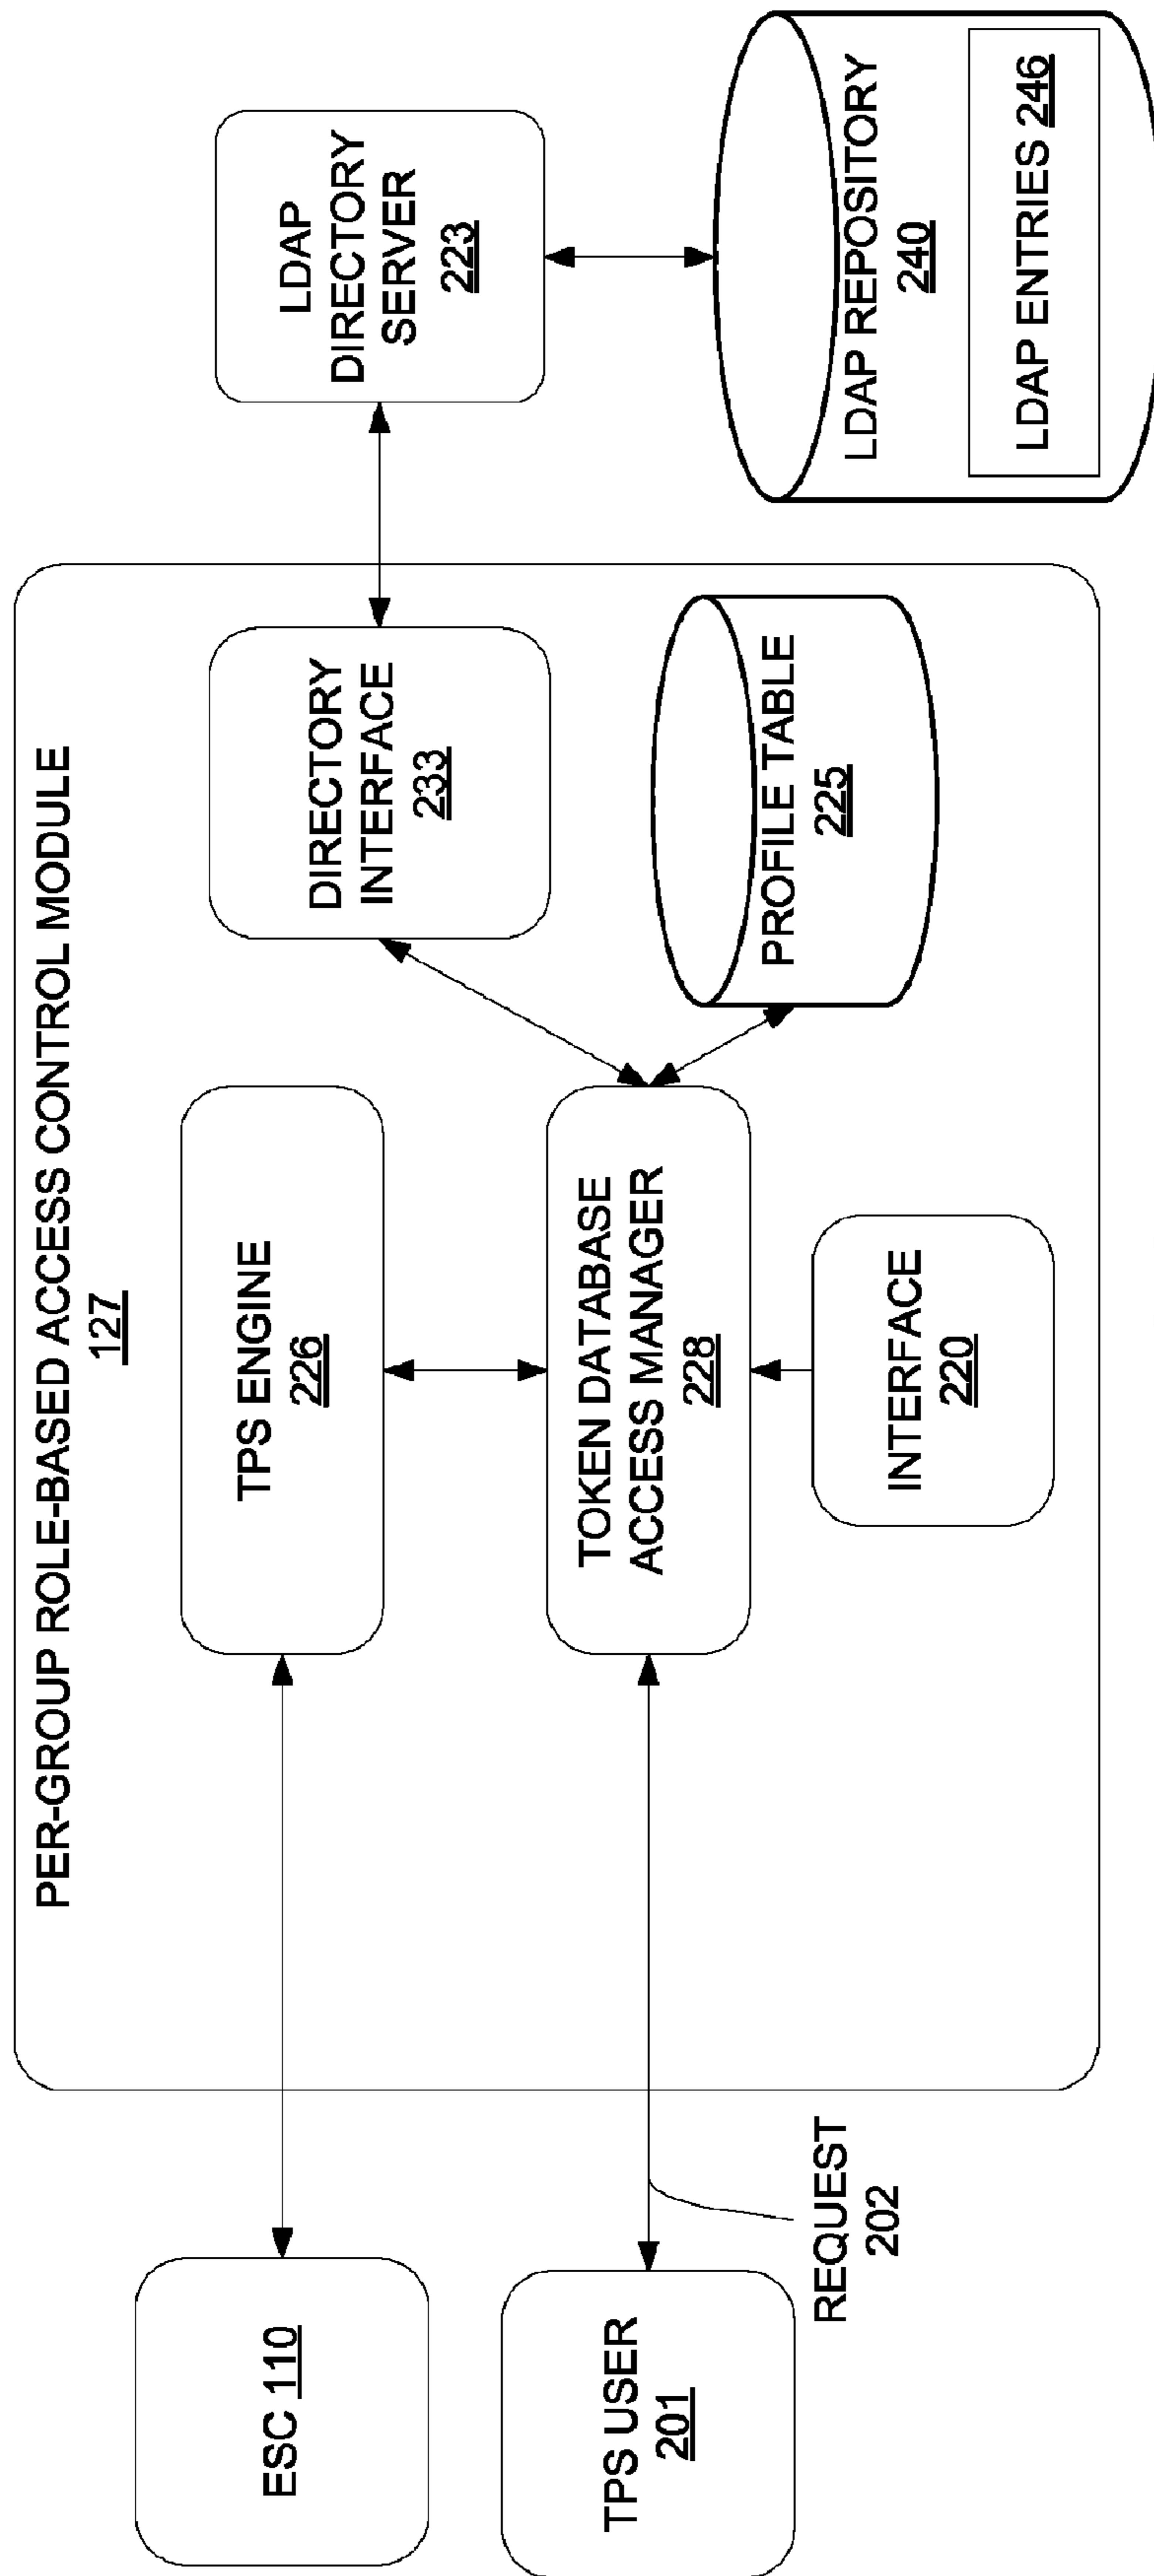 PER-GROUP ROLE-BASED ACCESS CONTROL MODULE
127
ESC 110
TPS ENGINE
226
DIRECTORY
INTERFACE
233
LDAP
DIRECTORY
SERVER
223
TPS USER
201
REQUEST
202
TOKEN DATABASE
ACCESS MANAGER
228
INTERFACE
220
PROFILE TABLE
225
LDAP REPOSITORY
240
LDAP ENTRIES 246